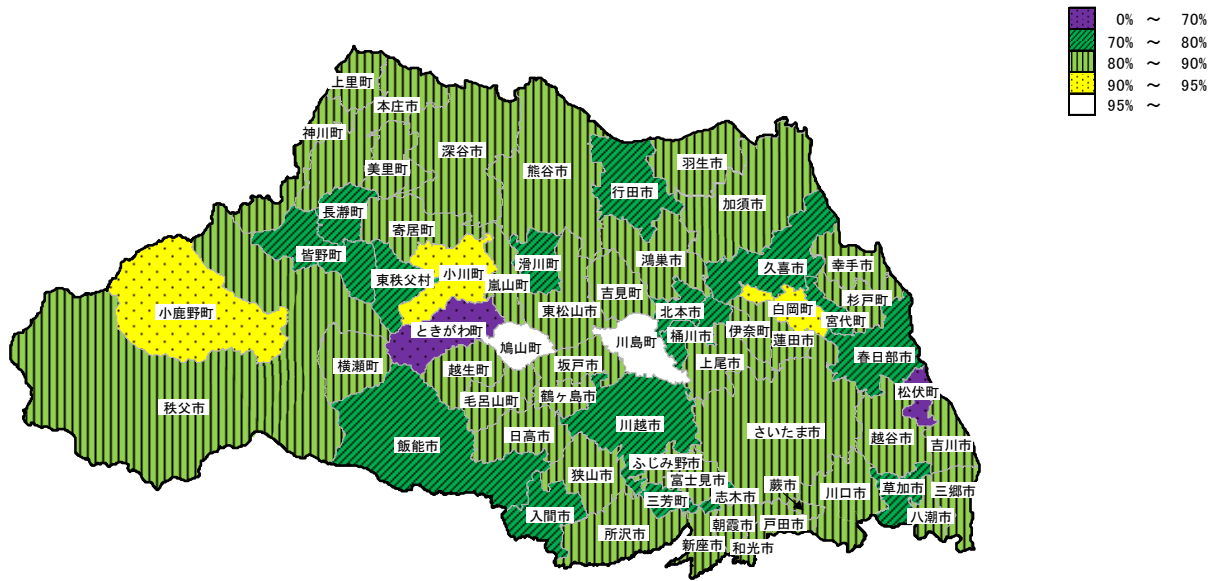 0% ～ 70%
70% ～ 80%
80% ～ 90%
90% ～ 95%
95% ～
上里町
本庄市
神川町
美里町
深谷市
熊谷市
行田市
羽生市
加須市
長瀞町
寄居町
皆野町
東秩父村
小川町
嵐山町
滑川町
鴻巣市
久喜市
幸手市
杉戸町
小鹿野町
ときがわ町
鳩山町
東松山市
吉見町
川島町
北本市
桶川市
伊奈町
白岡町
蓮田市
宮代町
春日部市
横瀬町
越生町
坂戸市
上尾市
松伏町
秩父市
毛呂山町
鶴ヶ島市
川越市
さいたま市
越谷市
吉川市
飯能市
日高市
狭山市
ふじみ野市
富士見市
三芳町
志木市
蕨市
川口市
草加市
三郷市
入間市
所沢市
朝霞市
戸田市
八潮市
新座市
和光市